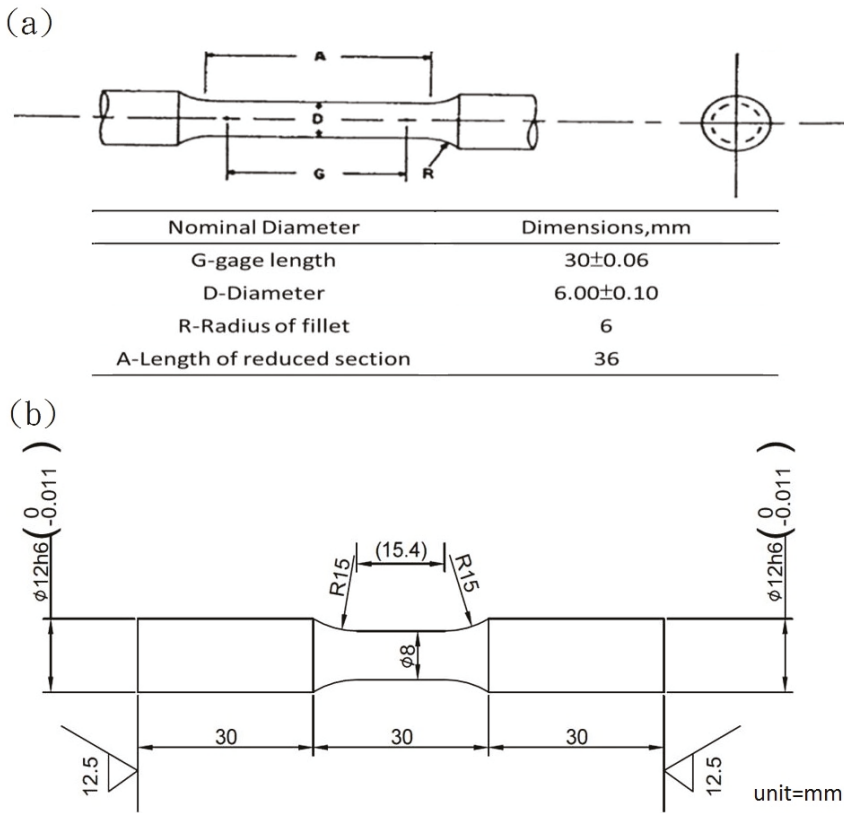 (a)
A
D
G
R
Nominal Diameter Dimensions,mm
G-gage length 30±0.06
D-Diameter 6.00±0.10
R-Radius of fillet 6
A-Length of reduced section 36
(b)
ϕ12h6( 0 -0.011 )
R15
(15.4)
R15
ϕ12h6( 0 -0.011 )
ϕ8
30
30
30
12.5
12.5
unit=mm